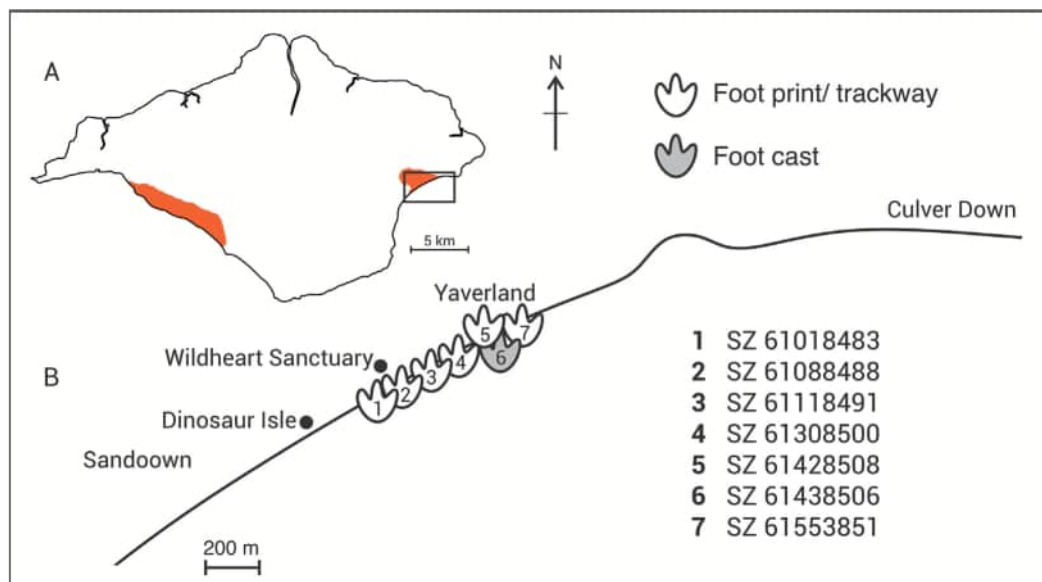 A
N
Foot print/ trackway
Foot cast
5 km
Culver Down
Yaverland
5
7
6
4
3
2
1
Wildheart Sanctuary
B
Dinosaur Isle
Sandoown
200 m
1 SZ 61018483
2 SZ 61088488
3 SZ 61118491
4 SZ 61308500
5 SZ 61428508
6 SZ 61438506
7 SZ 61553851